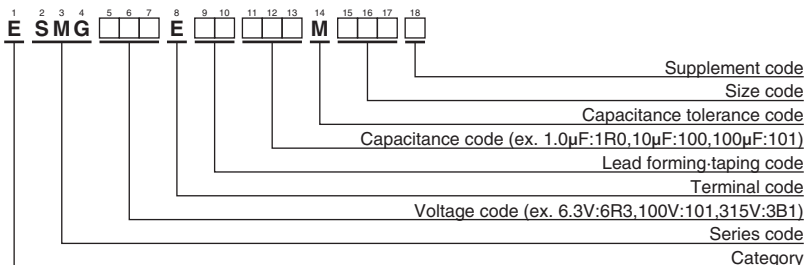 1 2 3 4 5 6 7 8 9 10 11 12 13 14 15 16 17 18
E SMG □□□ E □□ □□□ M □□□ □
Supplement code
Size code
Capacitance tolerance code
Capacitance code (ex. 1.0µF:1R0,10µF:100,100µF:101)
Lead forming·taping code
Terminal code
Voltage code (ex. 6.3V:6R3,100V:101,315V:3B1)
Series code
Category